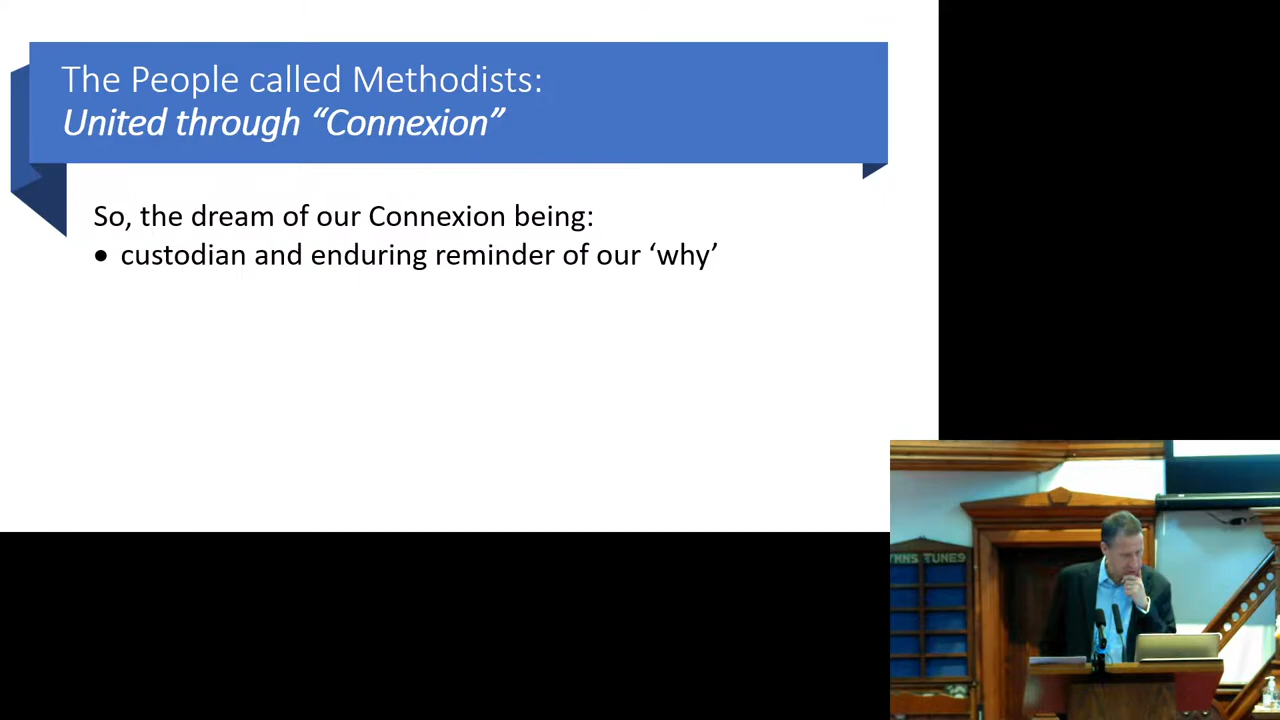 The People called Methodists:
United through “Connexion”
So, the dream of our Connexion being:
• custodian and enduring reminder of our ‘why’
TUNES